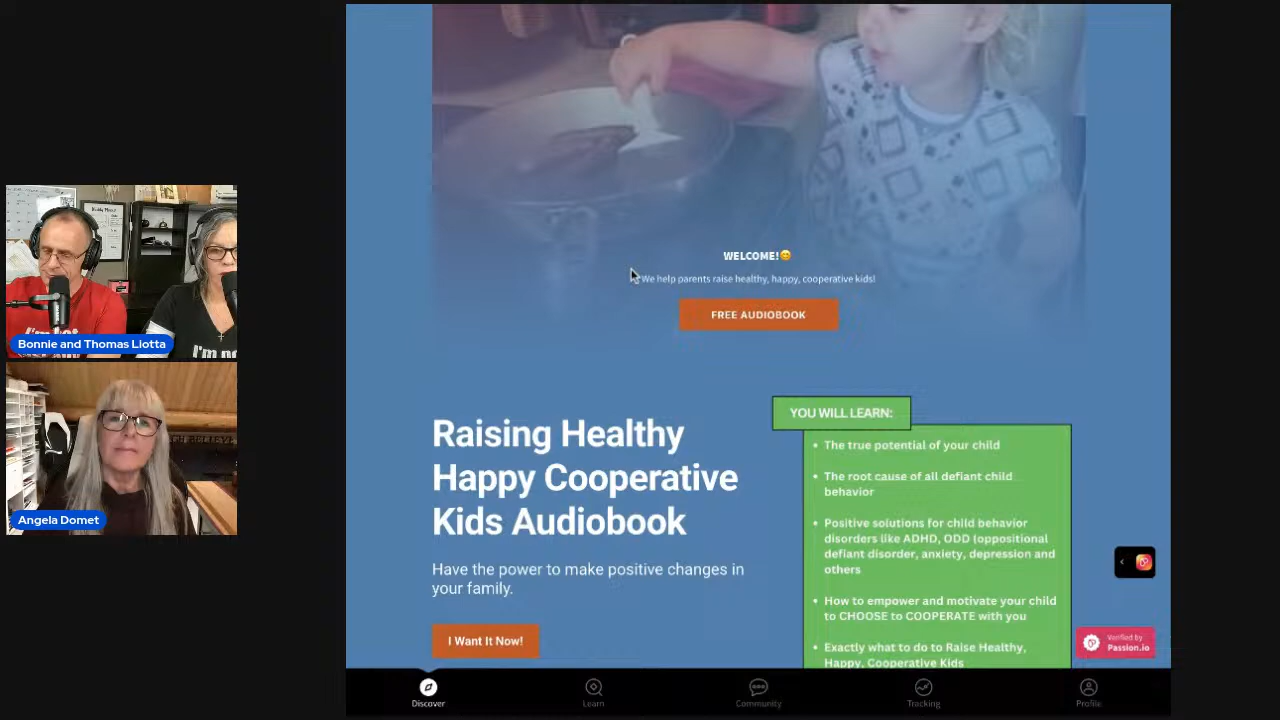 WELCOME!😊
We help parents raise healthy, happy, cooperative kids!
FREE AUDIOBOOK
Raising Healthy
Happy Cooperative
Kids Audiobook
Have the power to make positive changes in
your family.
I Want It Now!
YOU WILL LEARN:
• The true potential of your child
• The root cause of all defiant child
behavior
• Positive solutions for child behavior
disorders like ADHD, ODD (oppositional
defiant disorder, anxiety, depression and
others
• How to empower and motivate your child
to CHOOSE to COOPERATE with you
• Exactly what to do to Raise Healthy,
Happy, Cooperative Kids
Verified by
Passion.io
Discover
Learn
Community
Tracking
Profile
Bonnie and Thomas Liotta
Angela Domet